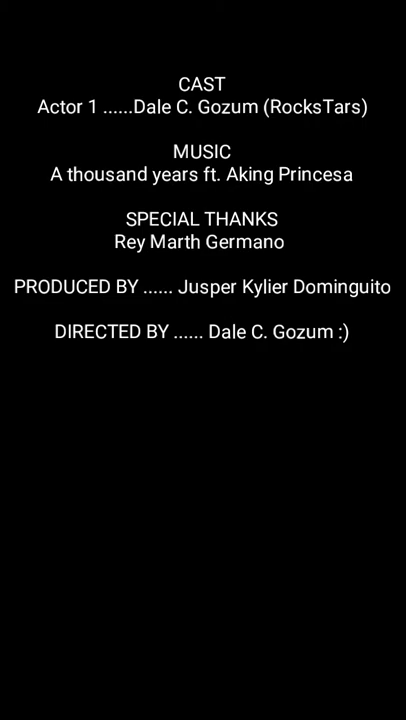 CAST
Actor 1 ......Dale C. Gozum (RocksTars)
MUSIC
A thousand years ft. Aking Princesa
SPECIAL THANKS
Rey Marth Germano
PRODUCED BY ...... Jusper Kylier Dominguito
DIRECTED BY ...... Dale C. Gozum :)